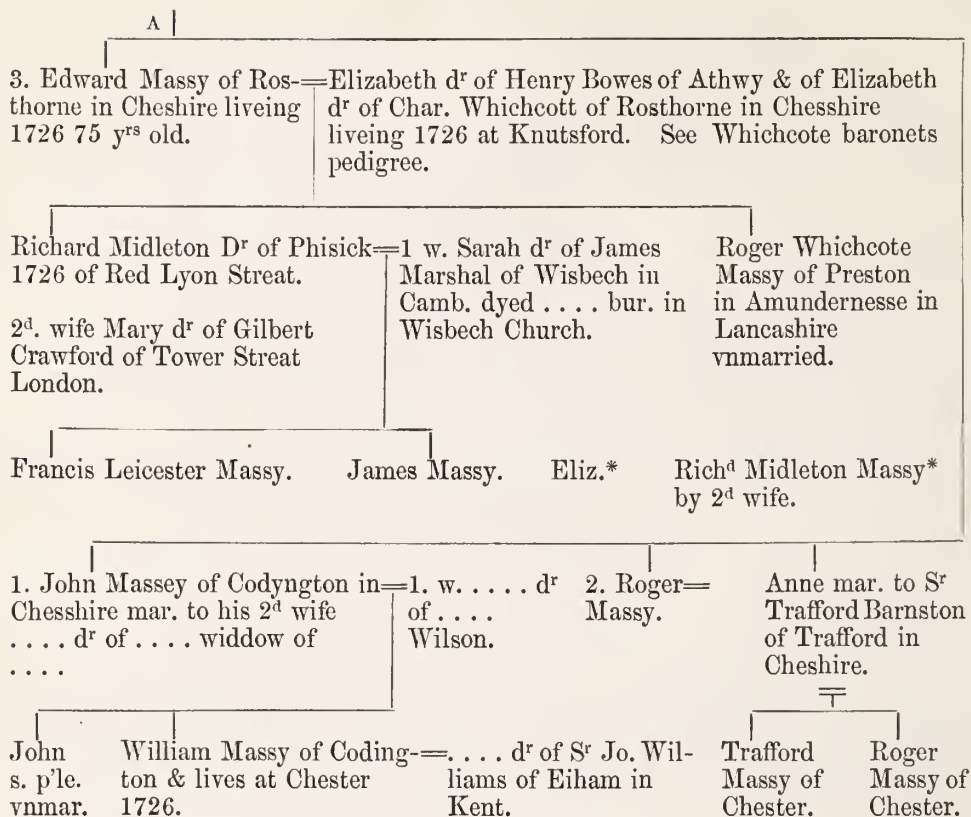 A
3. Edward Massy of Ros-=Elizabeth dʳ of Henry Bowes of Athwy & of Elizabeth
thorne in Cheshire liveing
1726 75 yʳˢ old.
dʳ of Char. Whichcott of Rosthorne in Chesshire
liveing 1726 at Knutsford. See Whichcote baronets
pedigree.
Richard Midleton Dʳ of Phisick=
1726 of Red Lyon Streat.
2ᵈ. wife Mary dʳ of Gilbert
Crawford of Tower Streat
London.
1 w. Sarah dʳ of James
Marshal of Wisbech in
Camb. dyed . . . . bur. in
Wisbech Church.
Roger Whichcote
Massy of Preston
in Amundernesse in
Lancashire
vnmarried.
Francis Leicester Massy.
James Massy.
Eliz.*
Richᵈ Midleton Massy*
by 2ᵈ wife.
1. John Massey of Codyngton in=
Chesshire mar. to his 2ᵈ wife
. . . . dʳ of . . . . widdow of
. . . .
1. w. . . . . dʳ
of . . . .
Wilson.
2. Roger=
Massy.
Anne mar. to Sʳ
Trafford Barnston
of Trafford in
Cheshire.
John
s. p'le.
vnmar.
William Massy of Coding-=
ton & lives at Chester
1726.
. . . . dʳ of Sʳ Jo. Wil-
liams of Eiham in
Kent.
Trafford
Massy of
Chester.
Roger
Massy of
Chester.